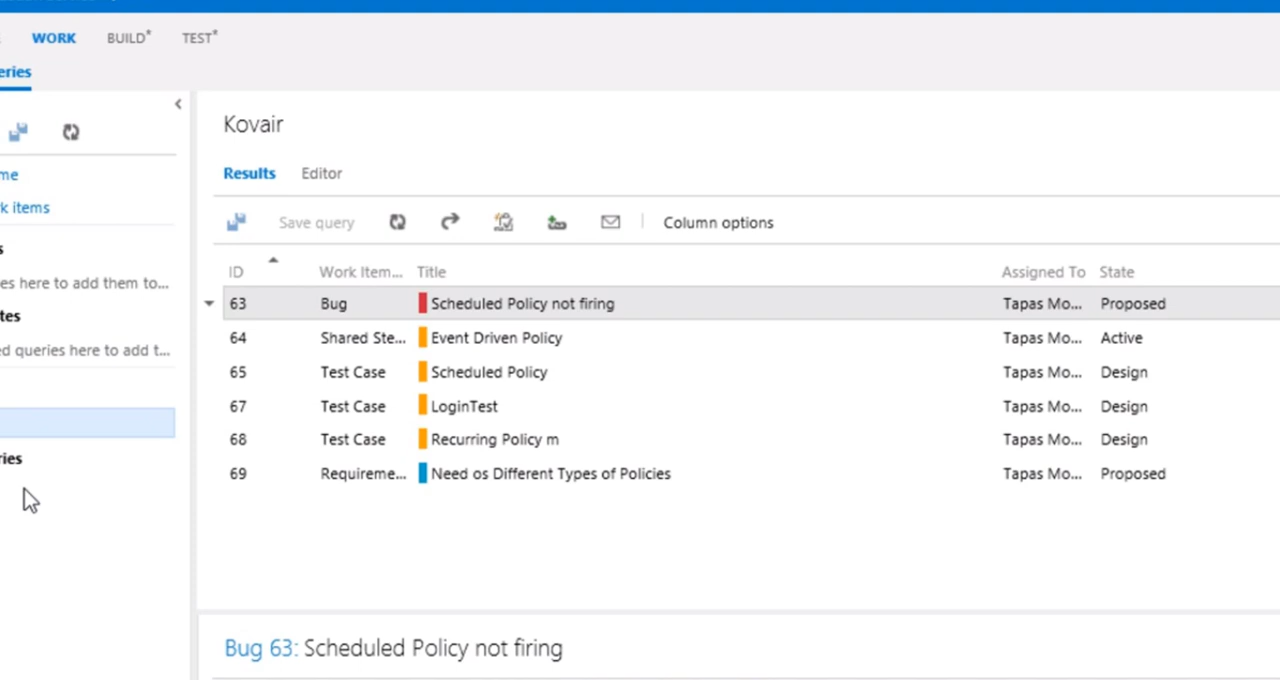 WORK BUILD* TEST*
eries
me
k items
s
es here to add them to...
tes
ed queries here to add t...
ries
Kovair
Results Editor
Save query Column options
ID Work Item... Title Assigned To State
63 Bug Scheduled Policy not firing Tapas Mo... Proposed
64 Shared Ste... Event Driven Policy Tapas Mo... Active
65 Test Case Scheduled Policy Tapas Mo... Design
67 Test Case LoginTest Tapas Mo... Design
68 Test Case Recurring Policy m Tapas Mo... Design
69 Requireme... Need os Different Types of Policies Tapas Mo... Proposed
Bug 63: Scheduled Policy not firing